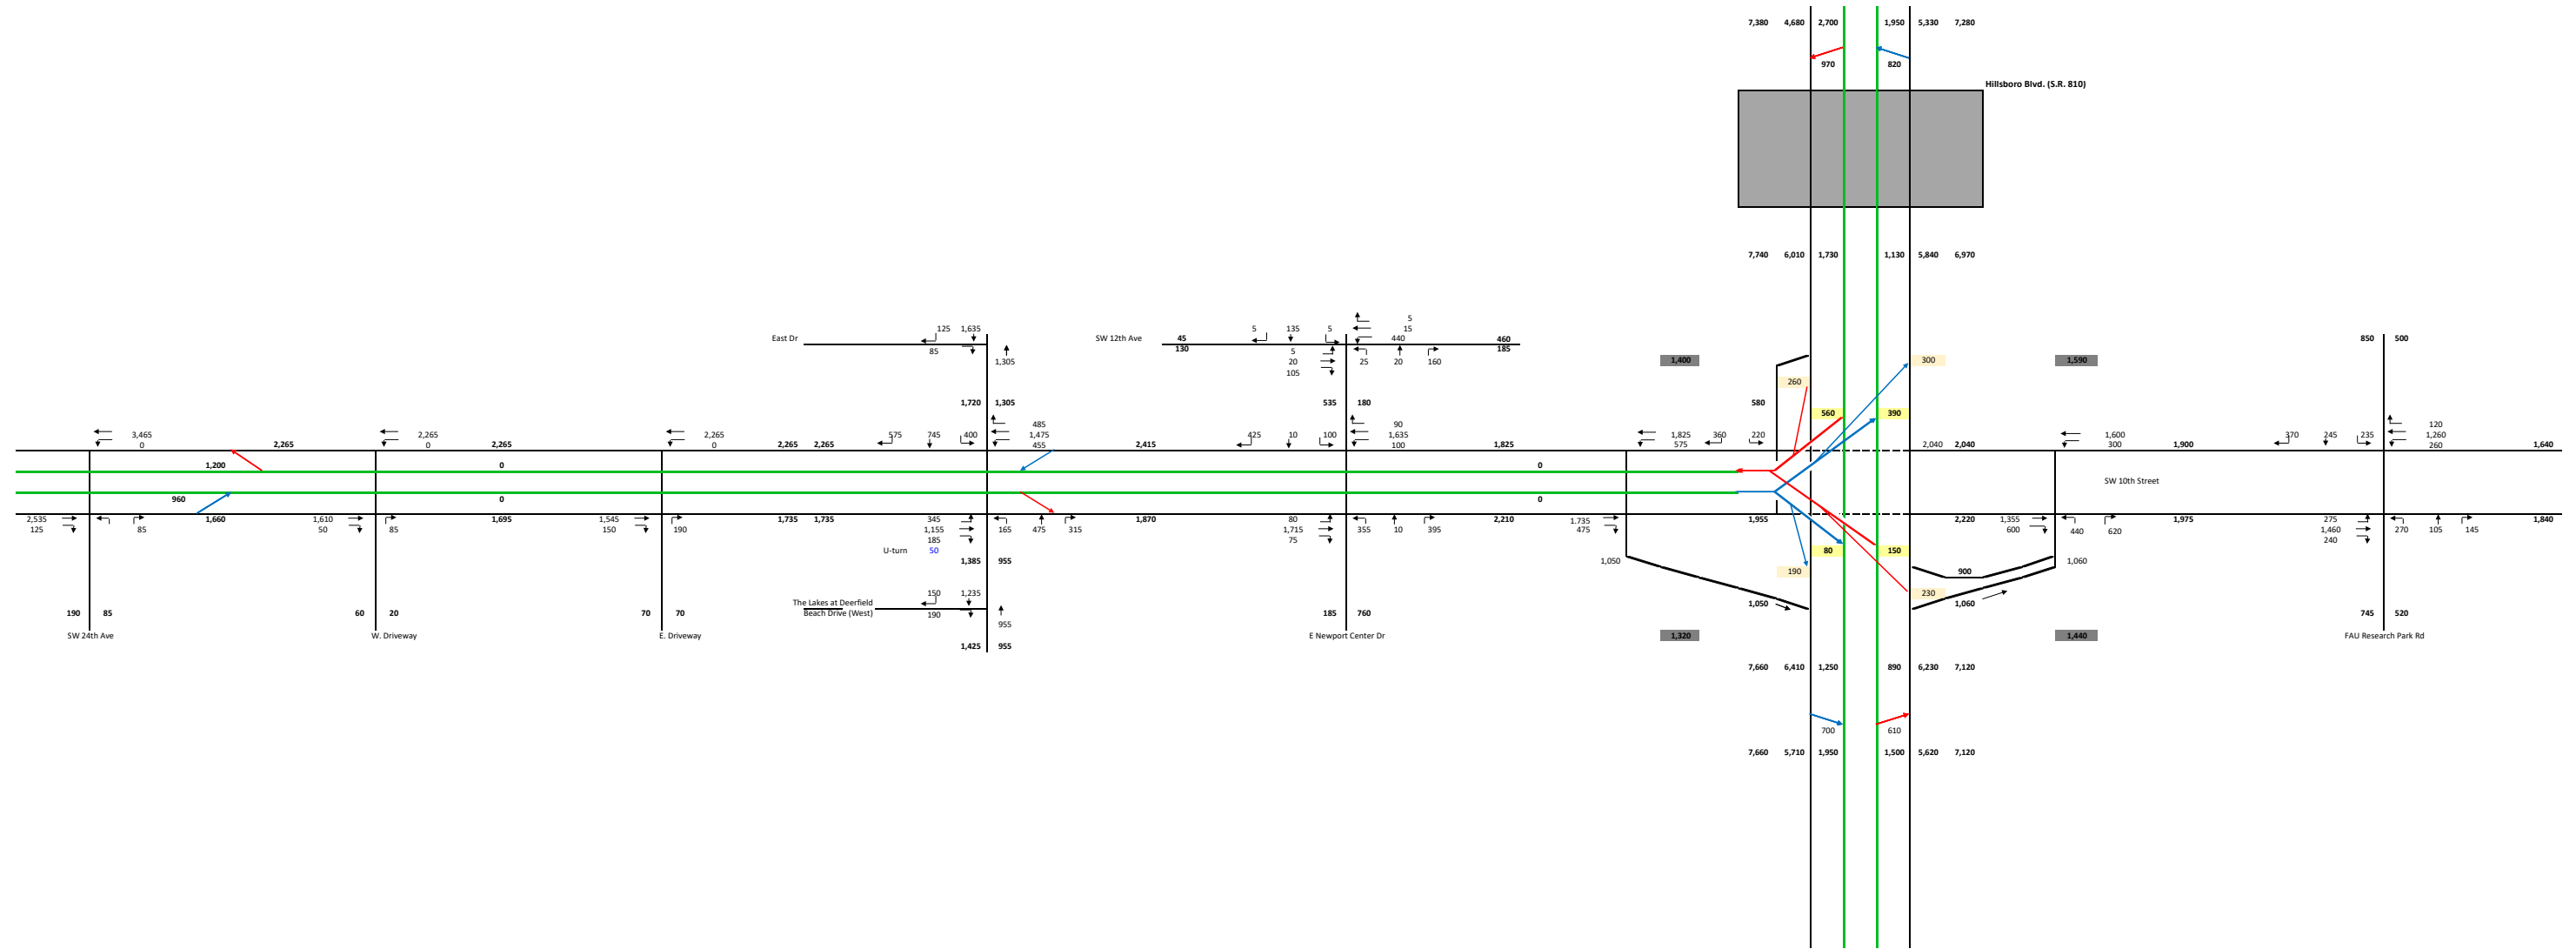 7,380 4,680 2,700 1,950 5,330 7,280
970 820
Hillsboro Blvd. (S.R. 810)
7,740 6,010 1,730 1,130 5,840 6,970
5
125 1,635 5 135 5 15
East Dr SW 12th Ave 45 440 460 850 500
85 130 5 185
1,305 20 25 20 160 1,400 300 1,590
105
260
1,720 1,305 535 180 580
560 390
485 90 120
3,465 2,265 2,265 575 745 400 1,475 425 10 100 1,635 1,825 360 220 1,600 370 245 235 1,260
0 2,265 0 2,265 0 2,265 2,265 455 2,415 100 1,825 575 2,040 2,040 300 1,900 260 1,640
1,200 0 0
SW 10th Street
960 0 0
2,535 1,660 1,610 1,695 1,545 1,735 1,735 345 1,870 80 2,210 1.735 1,955 2,220 1,355 1,975 275 1,840
125 85 50 85 150 190 1,155 165 475 315 1,715 355 10 395 475 600 440 620 1,460 270 105 145
185 75 240
U-turn 50
80 150
1,385 955 1,050 1,060
190 900
150 1,235 230
The Lakes at Deerfield
Beach Drive (West) 190 1,050 1,060
190 85 60 20 70 70 955 185 760 745 520
SW 24th Ave W. Driveway E. Driveway E Newport Center Dr 1,320 1,440 FAU Research Park Rd
1,425 955
7,660 6,410 1,250 890 6,230 7,120
700 610
7,660 5,710 1,950 1,500 5,620 7,120